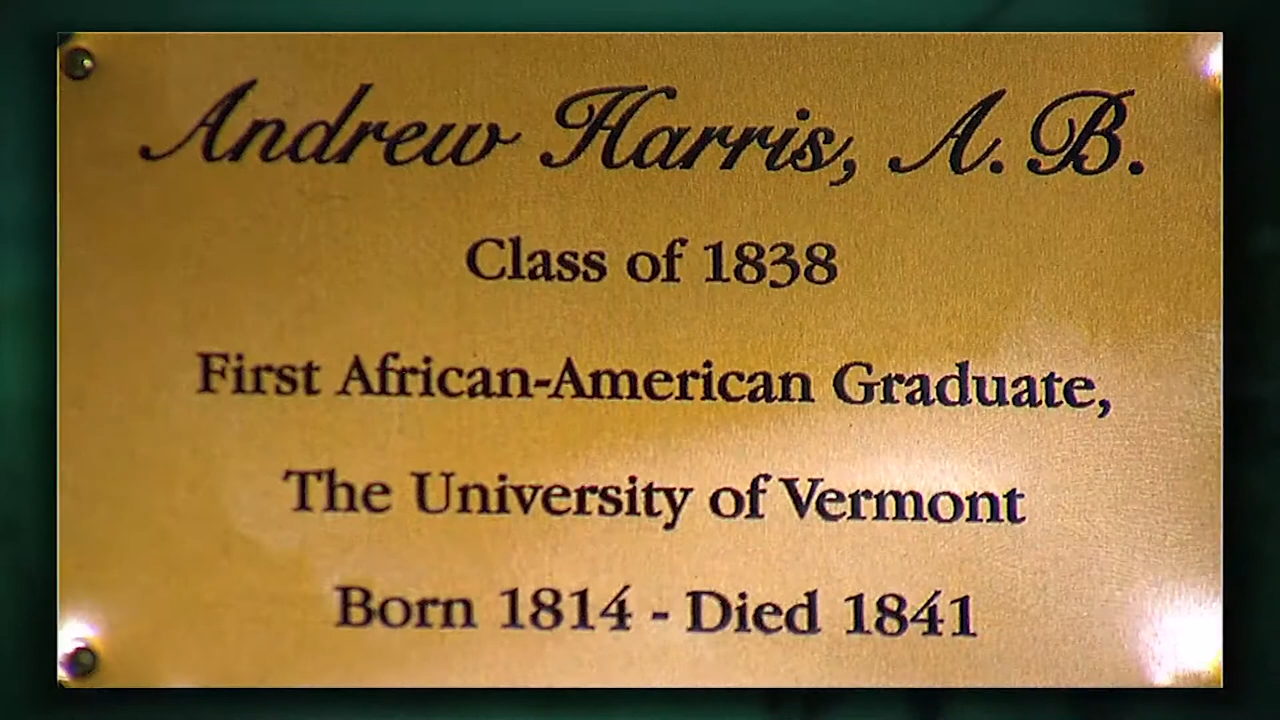 Andrew Harris, A.B.
Class of 1838
First African-American Graduate,
The University of Vermont
Born 1814 - Died 1841